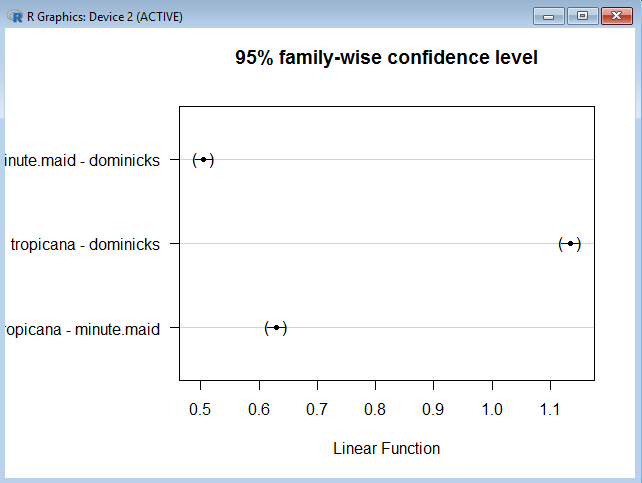 R Graphics: Device 2 (ACTIVE)
95% family-wise confidence level
inute.maid - dominicks
tropicana - dominicks
ropicana - minute.maid
0.5 0.6 0.7 0.8 0.9 1.0 1.1
Linear Function